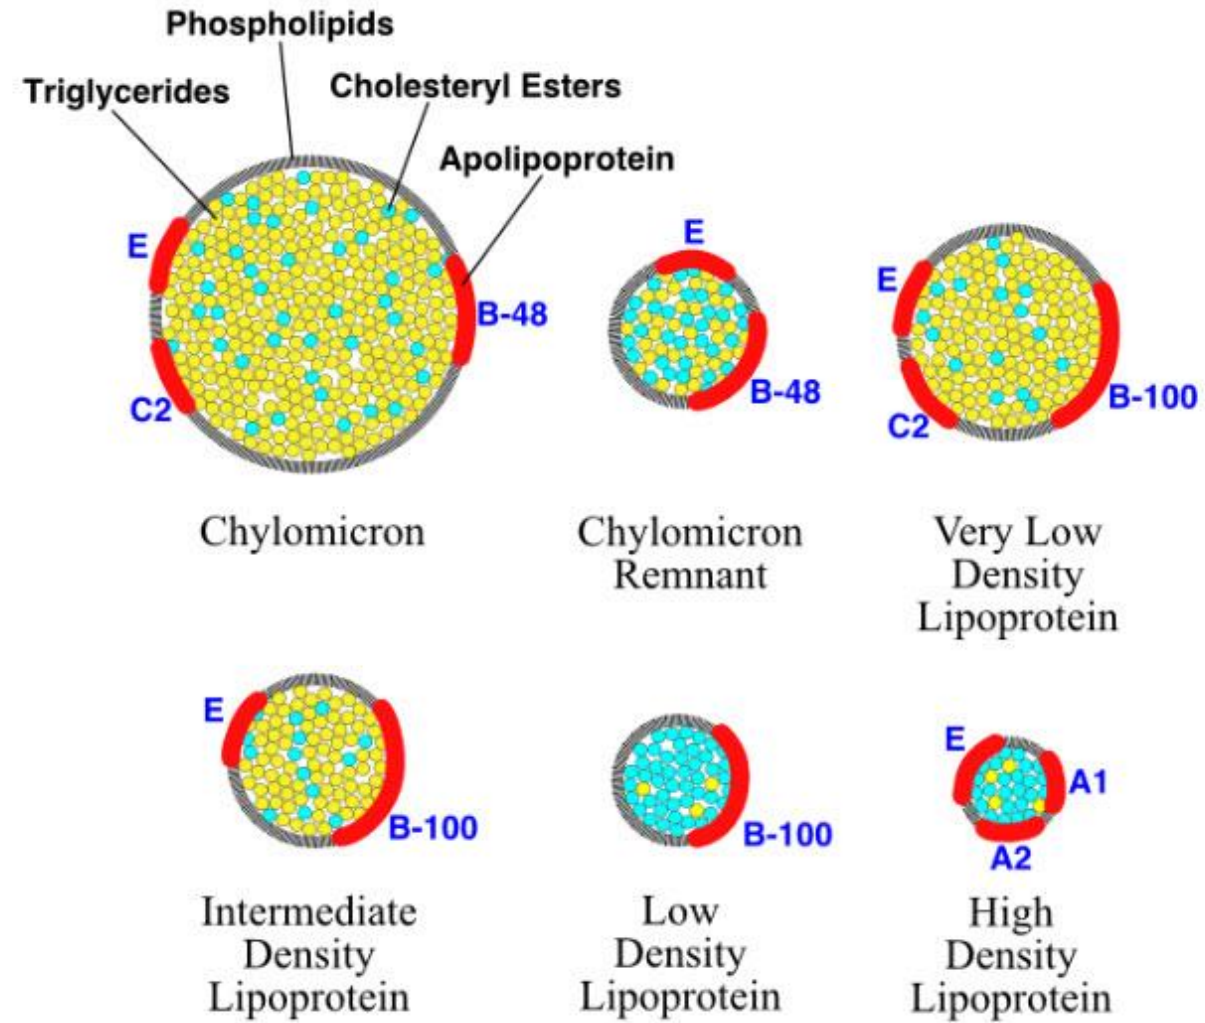 Phospholipids
Triglycerides
Cholesteryl Esters
Apolipoprotein
E
B-48
C2
Chylomicron
E
B-48
Chylomicron
Remnant
E
C2
B-100
Very Low
Density
Lipoprotein
E
B-100
Intermediate
Density
Lipoprotein
B-100
Low
Density
Lipoprotein
E
A1
A2
High
Density
Lipoprotein